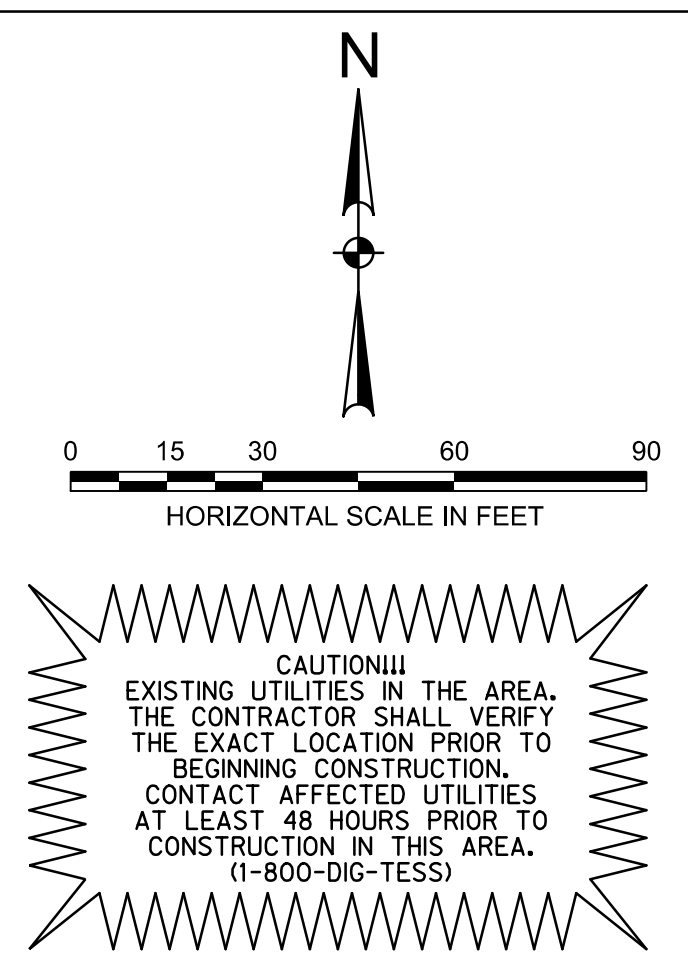 N
0 15 30 60 90
HORIZONTAL SCALE IN FEET
CAUTION!!!
EXISTING UTILITIES IN THE AREA.
THE CONTRACTOR SHALL VERIFY
THE EXACT LOCATION PRIOR TO
BEGINNING CONSTRUCTION.
CONTACT AFFECTED UTILITIES
AT LEAST 48 HOURS PRIOR TO
CONSTRUCTION IN THIS AREA.
(1-800-DIG-TESS)